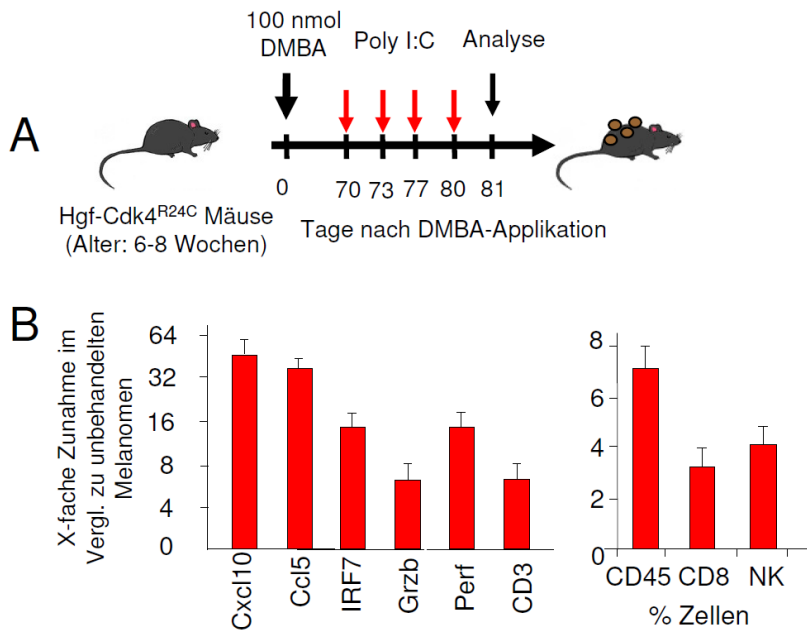 A
100 nmol
DMBA
Poly I:C
Analyse
0
70
73
77
80
81
Hgf-Cdk4R24C Mäuse
(Alter: 6-8 Wochen)
Tage nach DMBA-Applikation
B
X-fache Zunahme im
Vergl. zu unbehandelten
Melanomen
64
32
16
8
4
0
Cxcl10
Ccl5
IRF7
Grzb
Perf
CD3
8
6
4
2
0
CD45
CD8
NK
% Zellen